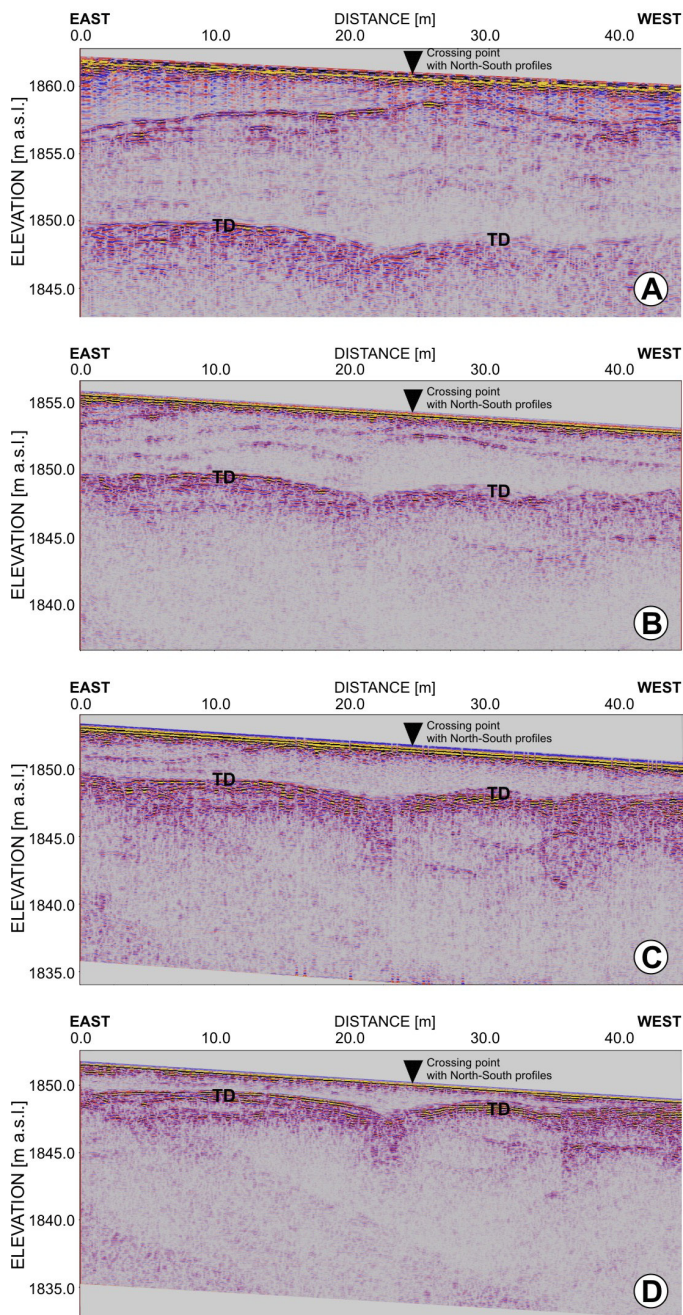 EAST DISTANCE [m] WEST
0.0 10.0 20.0 30.0 40.0
Crossing point
with North-South profiles
ELEVATION [m a.s.l.]
1860.0
1855.0
1850.0
1845.0
TD TD
A
EAST DISTANCE [m] WEST
0.0 10.0 20.0 30.0 40.0
Crossing point
with North-South profiles
ELEVATION [m a.s.l.]
1855.0
1850.0
1845.0
1840.0
TD TD
B
EAST DISTANCE [m] WEST
0.0 10.0 20.0 30.0 40.0
Crossing point
with North-South profiles
ELEVATION [m a.s.l.]
1850.0
1845.0
1840.0
1835.0
TD TD
C
EAST DISTANCE [m] WEST
0.0 10.0 20.0 30.0 40.0
Crossing point
with North-South profiles
ELEVATION [m a.s.l.]
1850.0
1845.0
1840.0
1835.0
TD TD
D